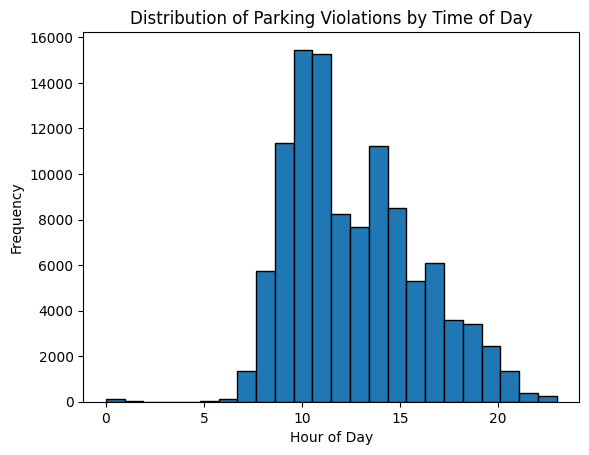 Distribution of Parking Violations by Time of Day
16000
14000
12000
10000
8000
6000
4000
2000
0
Frequency
0 5 10 15 20
Hour of Day